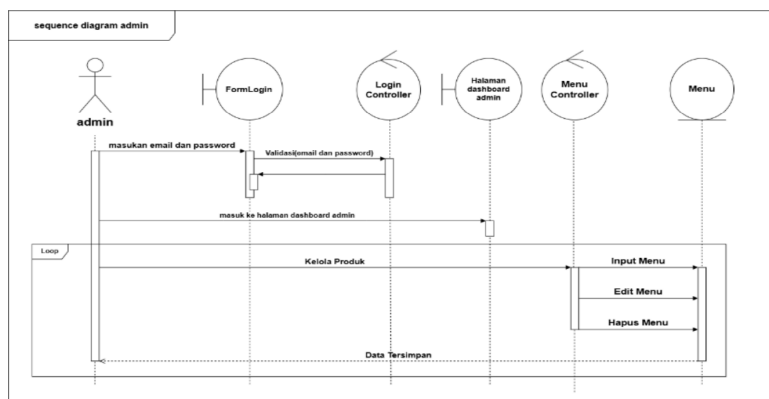 sequence diagram admin
admin
FormLogin
Login
Controller
Halaman
dashboard
admin
Menu
Controller
Menu
masukan email dan password
Validasi(email dan password)
masuk ke halaman dashboard admin
Loop
Kelola Produk
Input Menu
Edit Menu
Hapus Menu
Data Tersimpan